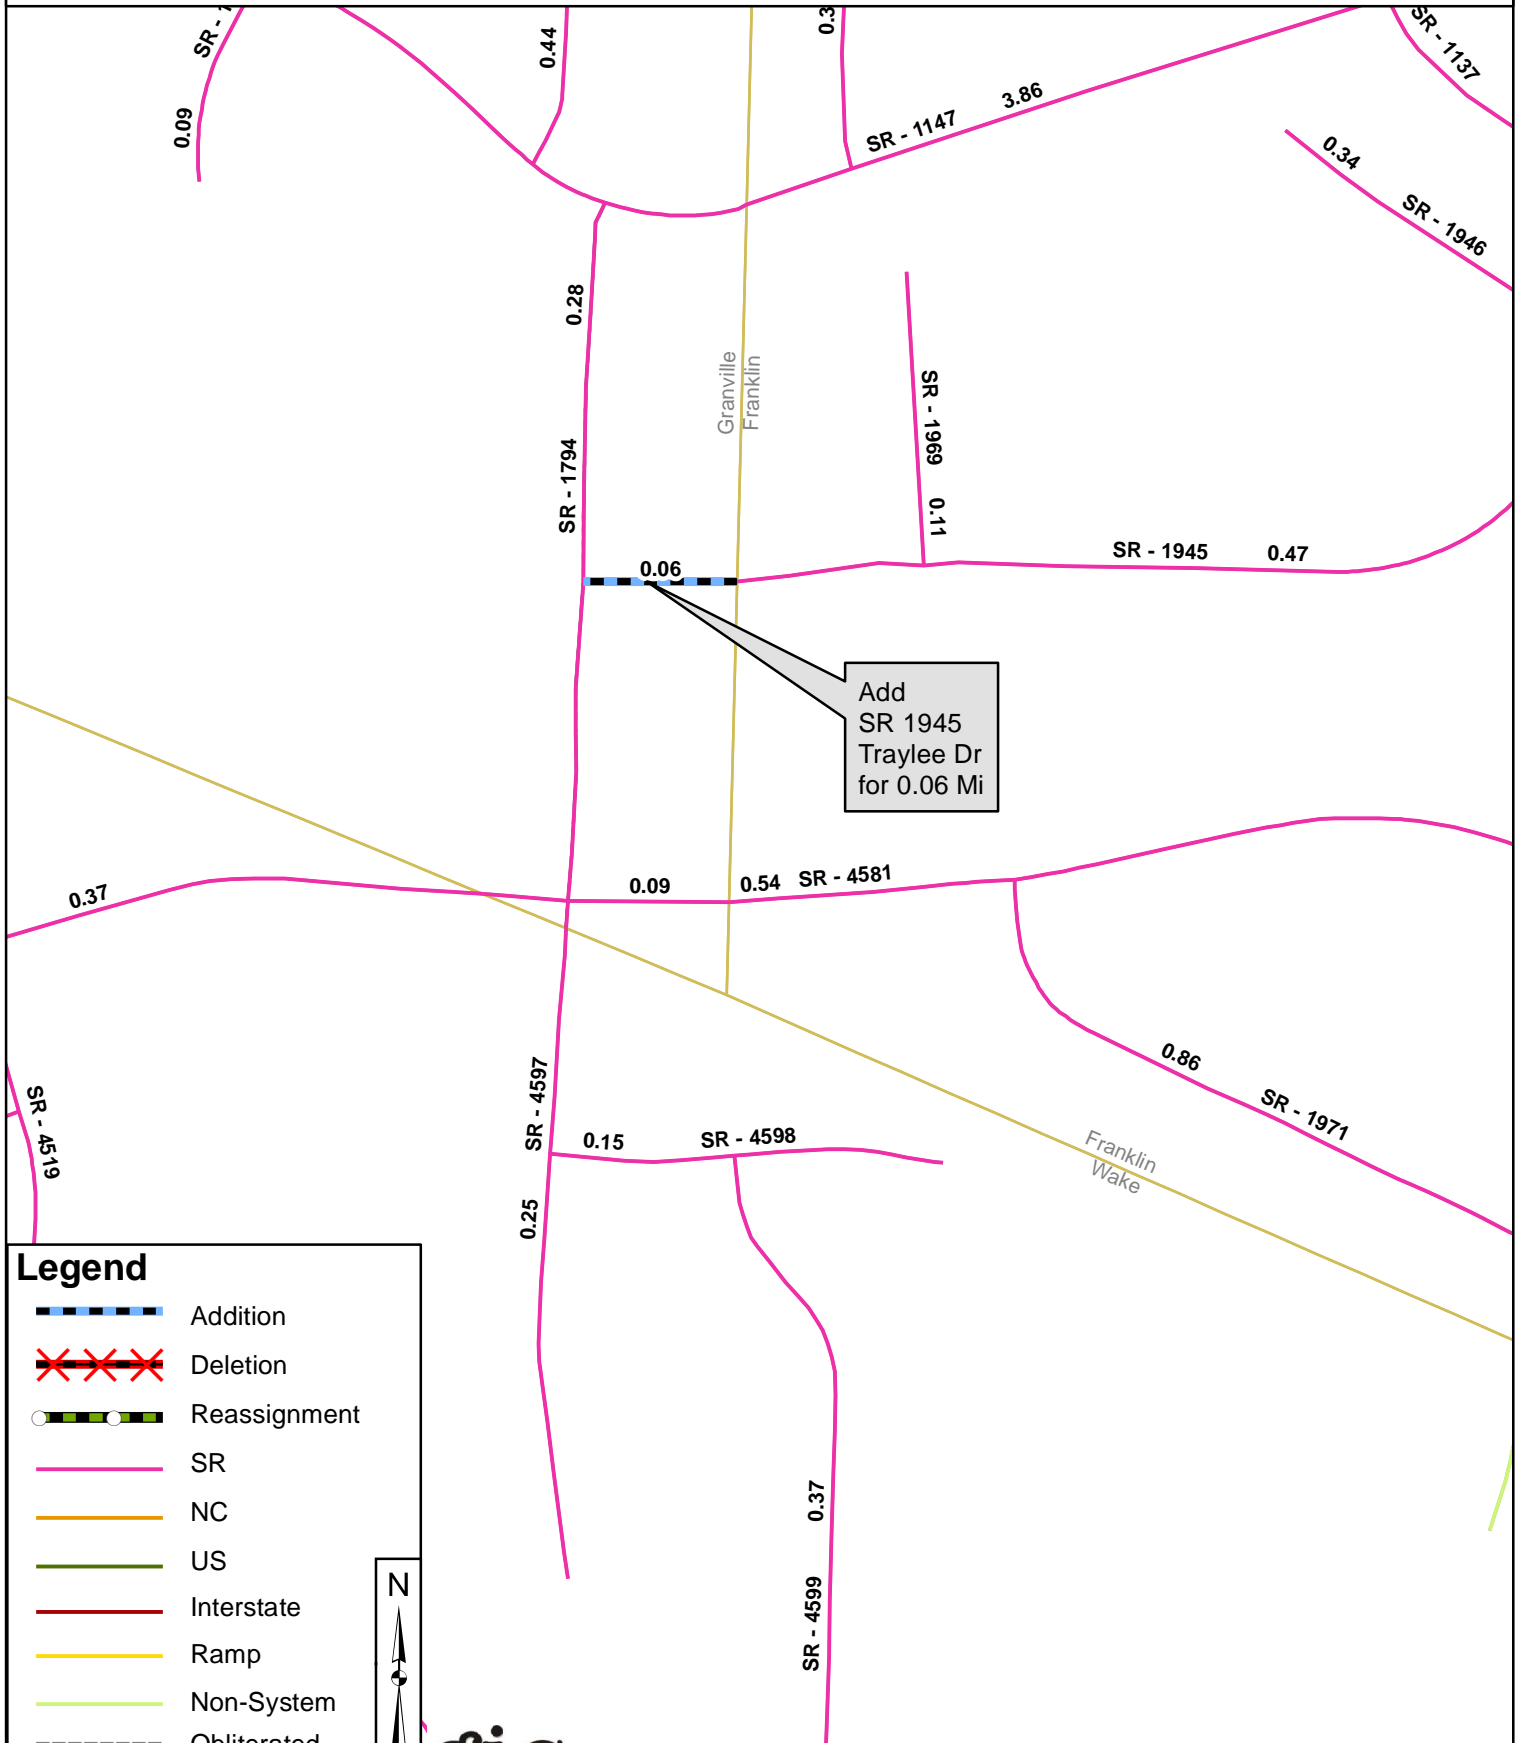 SR - 1
0.44
0.3
3.86
SR - 1147
SR - 1137
0.09
0.34
SR - 1946
0.28
Granville
Franklin
SR - 1969
0.11
SR - 1794
SR - 1945
0.47
0.06
Add
SR 1945
Traylee Dr
for 0.06 Mi
0.37
0.09
0.54
SR - 4581
SR - 4597
0.86
SR - 1971
SR - 4519
0.15
SR - 4598
Franklin
Wake
0.25
Legend
Addition
Deletion
Reassignment
SR
NC
US
Interstate
Ramp
Non-System
Obliterated
N
0.37
SR - 4599